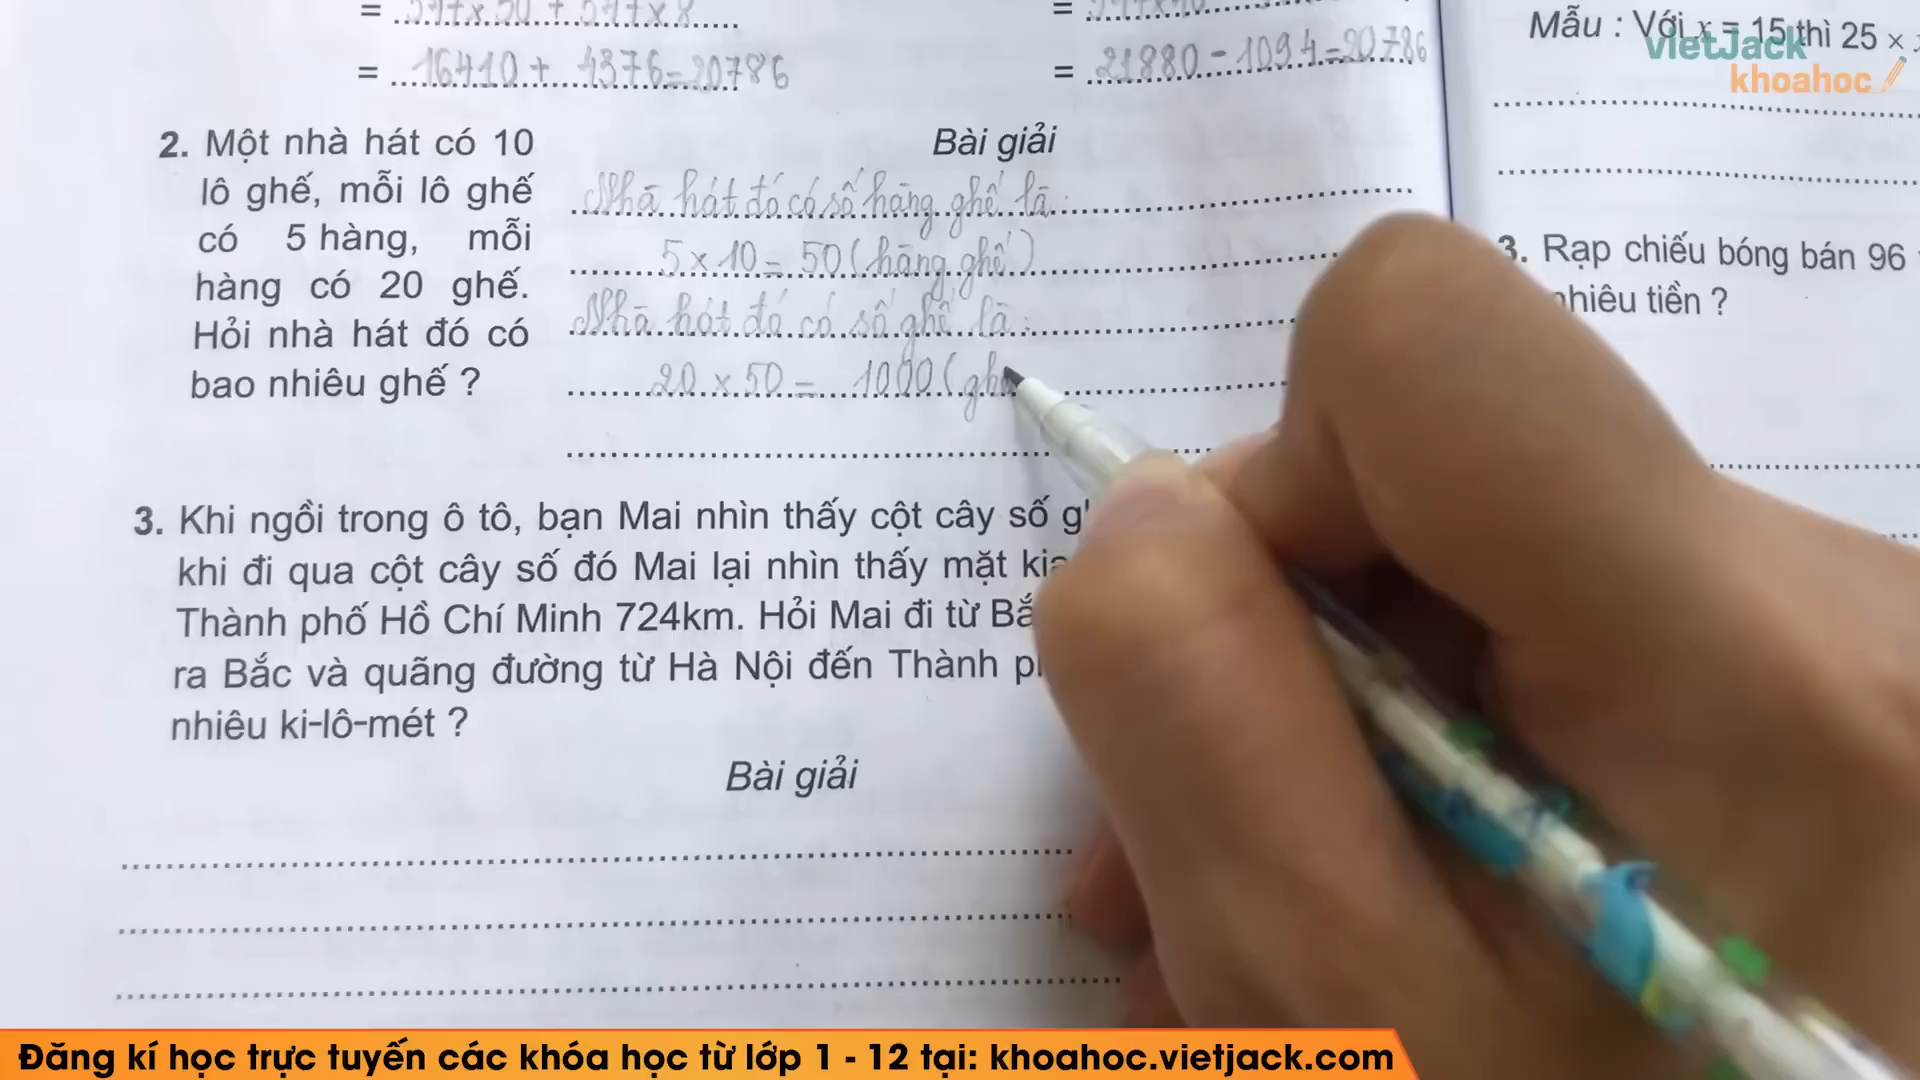 = 547 x 30 + 547 x 8
= 16410 + 4376 = 20786
= 21880 - 1094 = 20786
2. Một nhà hát có 10
lô ghế, mỗi lô ghế
có 5 hàng, mỗi
hàng có 20 ghế.
Hỏi nhà hát đó có
bao nhiêu ghế ?
Bài giải
Nhà hát đó có số hàng ghế là:
5 x 10 = 50 (hàng ghế)
Nhà hát đó có số ghế là:
20 x 50 = 1000 (ghế
3. Khi ngồi trong ô tô, bạn Mai nhìn thấy cột cây số
khi đi qua cột cây số đó Mai lại nhìn thấy mặt
Thành phố Hồ Chí Minh 724km. Hỏi Mai đi từ
ra Bắc và quãng đường từ Hà Nội đến Thành
nhiêu ki-lô-mét ?
Bài giải
Mẫu : Với x = 15 thì 25 ×
vietJack
khoahoc
3. Rạp chiếu bóng bán 96
nhiêu tiền ?
Đăng kí học trực tuyến các khóa học từ lớp 1 - 12 tại: khoahoc.vietjack.com